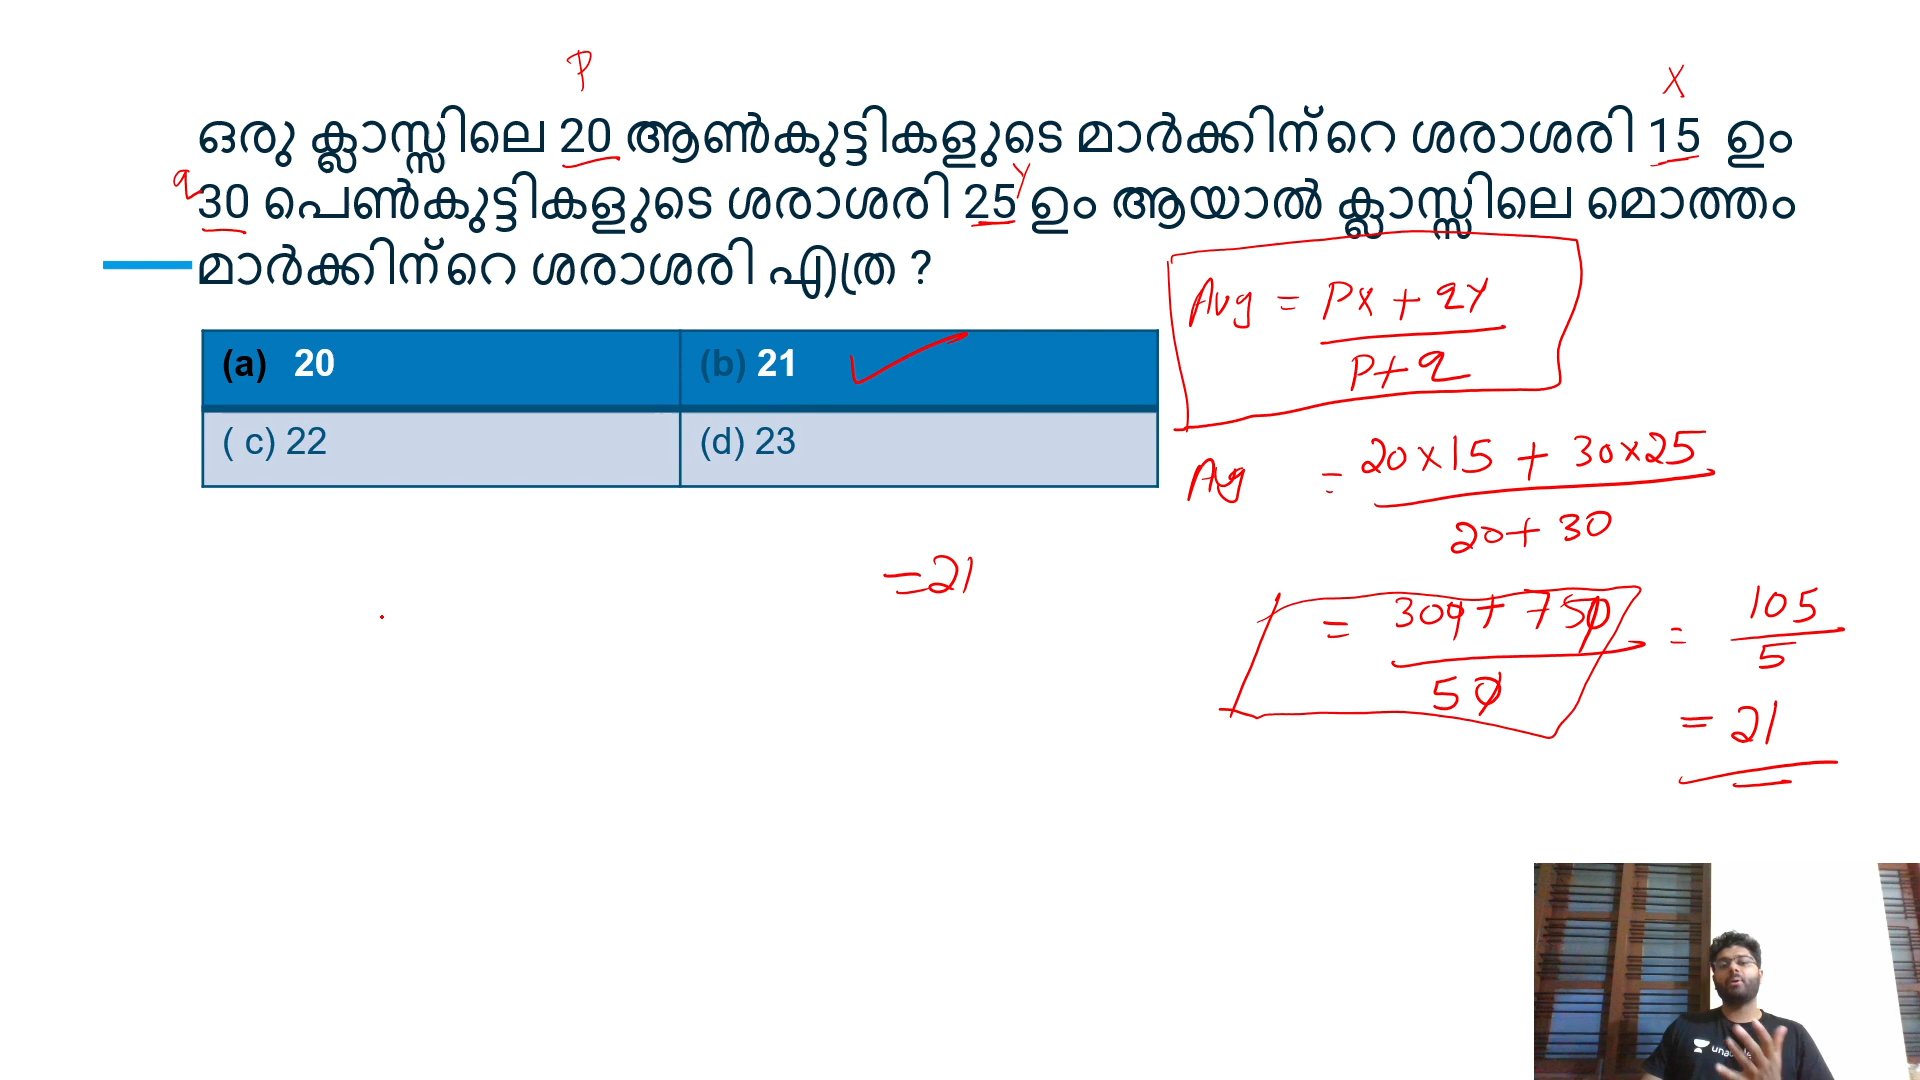 P
X
ഒരു ക്ലാസ്സിലെ 20 ആൺകുട്ടികളുടെ മാർക്കിന്റെ ശരാശരി 15 ഉം
q
Y
30 പെൺകുട്ടികളുടെ ശരാശരി 25 ഉം ആയാൽ ക്ലാസ്സിലെ മൊത്തം
മാർക്കിന്റെ ശരാശരി എത്ര ?
(a) 20
(b) 21
( c) 22
(d) 23
Avg = PX + qY
P+q
Avg = 20×15 + 30×25
20+30
=21
= 300+ 750
50
= 105
5
= 21